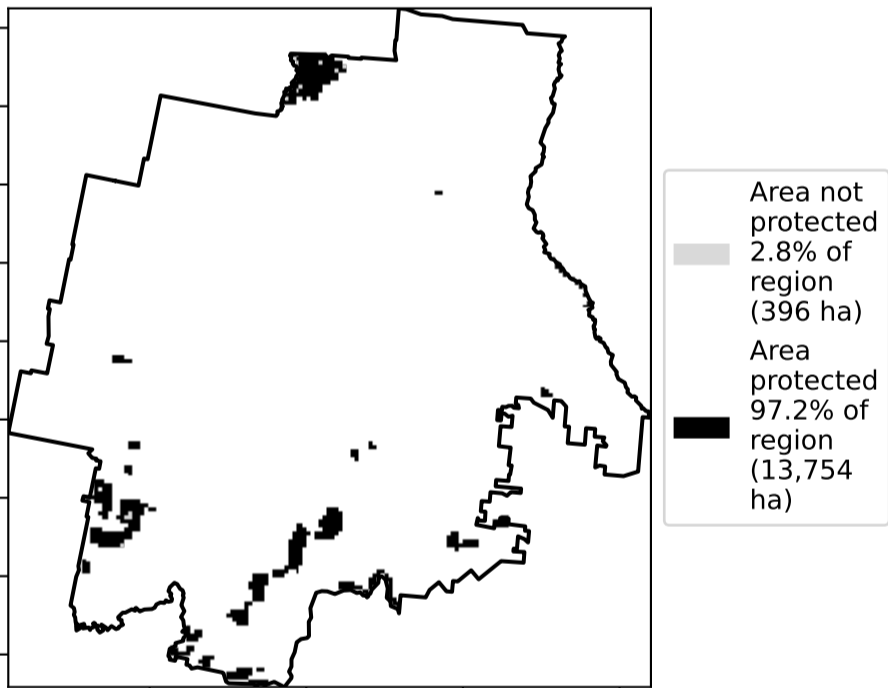 Area not
protected
2.8% of
region
(396 ha)
Area
protected
97.2% of
region
(13,754
ha)